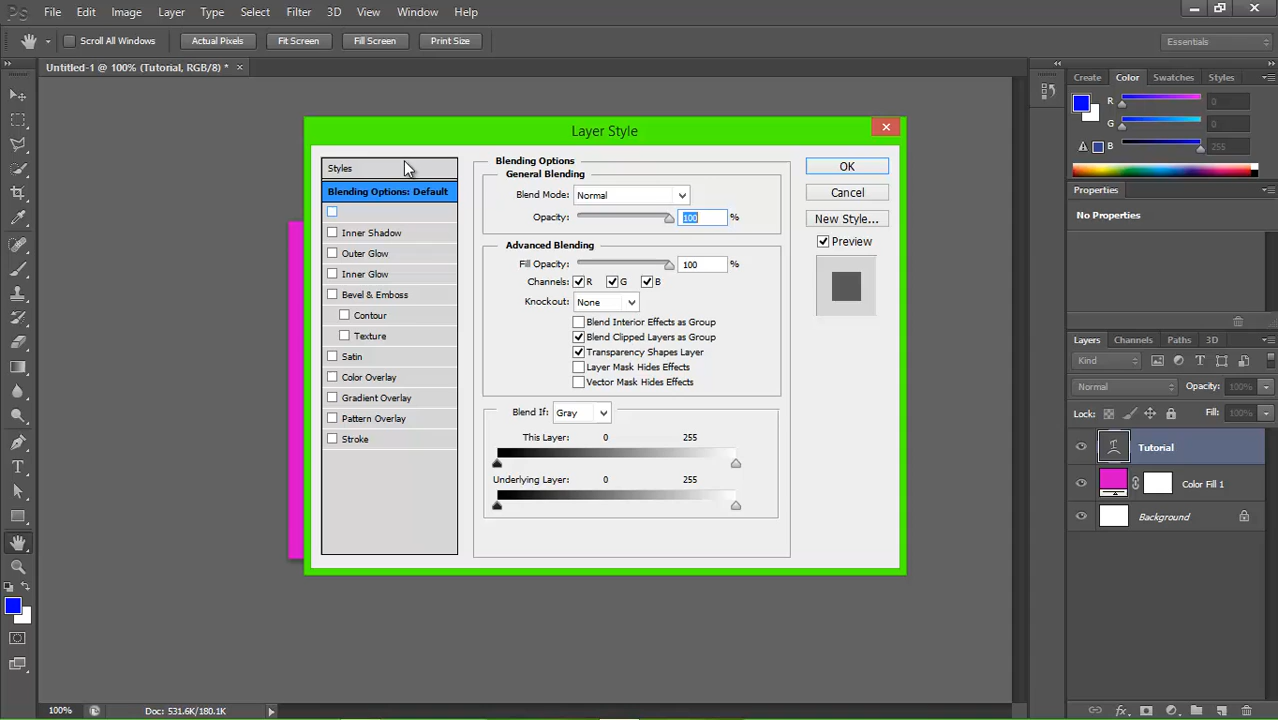 Ps File Edit Image Layer Type Select Filter 3D View Window Help
Scroll All Windows Actual Pixels Fit Screen Fill Screen Print Size Essentials
Untitled-1 @ 100% (Tutorial, RGB/8) * ×
Create Color Swatches Styles
R 0
G 0
B 255
Properties
No Properties
Layer Style
Styles
Blending Options: Default
Inner Shadow
Outer Glow
Inner Glow
Bevel & Emboss
Contour
Texture
Satin
Color Overlay
Gradient Overlay
Pattern Overlay
Stroke
Blending Options
General Blending
Blend Mode: Normal
Opacity: 100 %
Advanced Blending
Fill Opacity: 100 %
Channels: R G B
Knockout: None
Blend Interior Effects as Group
Blend Clipped Layers as Group
Transparency Shapes Layer
Layer Mask Hides Effects
Vector Mask Hides Effects
Blend If: Gray
This Layer: 0 255
Underlying Layer: 0 255
OK
Cancel
New Style...
Preview
Layers Channels Paths 3D
Kind
Normal Opacity: 100%
Lock: Fill: 100%
Tutorial
Color Fill 1
Background
100% Doc: 531.6K/180.1K